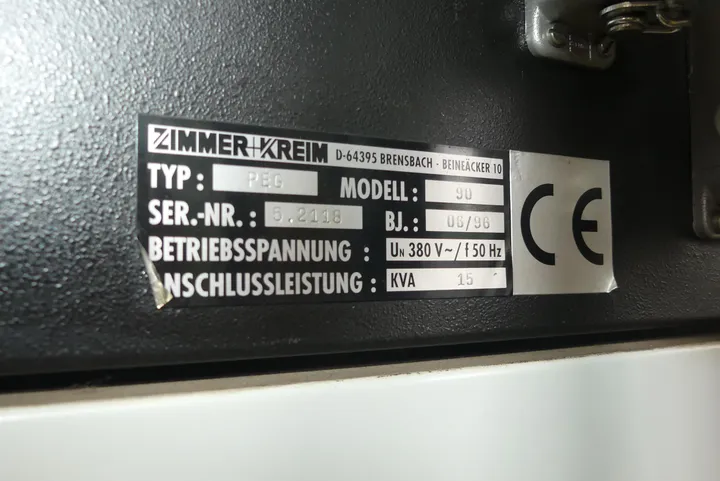 ZIMMER+KREIM D-64395 BRENSBACH - BEINEÄCKER 10
TYP: PEG MODELL: 90
SER.-NR.: 6.2118 BJ.: 06/96
BETRIEBSSPANNUNG: UN 380 V~/f 50 Hz
NSCHLUSSLEISTUNG: KVA 15
CE